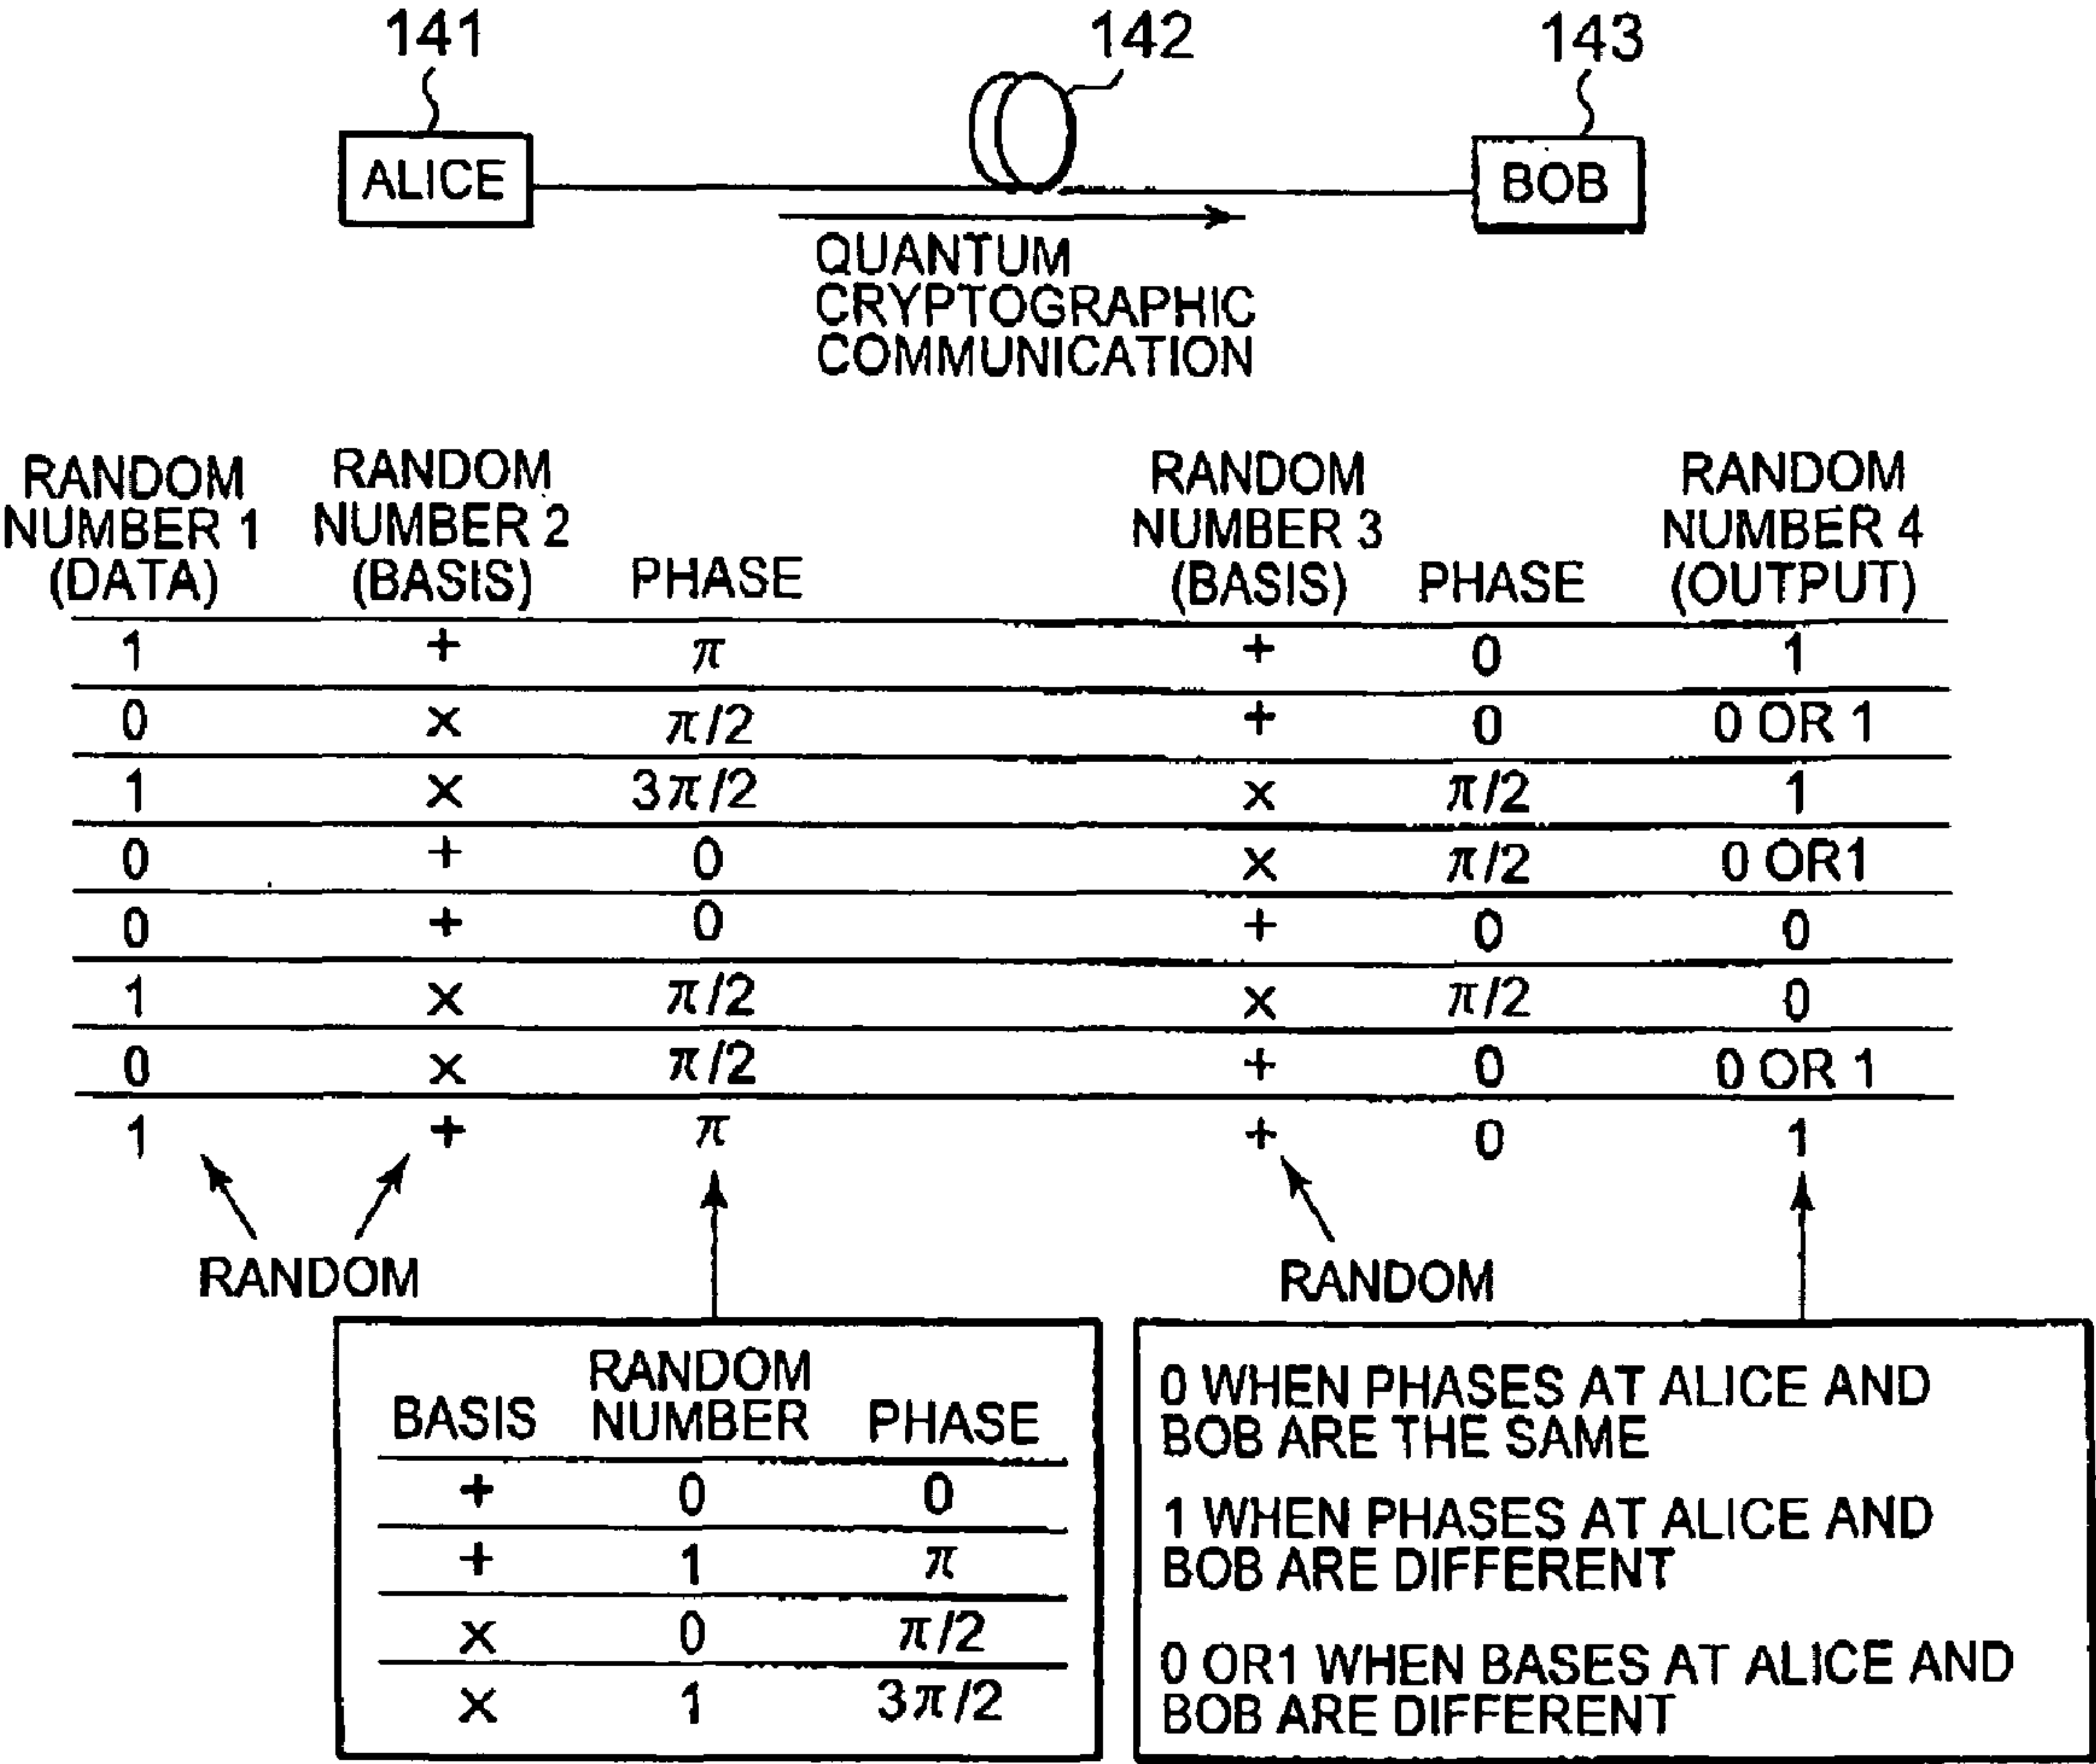 141
142
143
ALICE
BOB
QUANTUM
CRYPTOGRAPHIC
COMMUNICATION
RANDOM NUMBER 1 (DATA) RANDOM NUMBER 2 (BASIS) PHASE RANDOM NUMBER 3 (BASIS) PHASE RANDOM NUMBER 4 (OUTPUT)
1 + π + 0 1
0 × π/2 + 0 0 OR 1
1 × 3π/2 × π/2 1
0 + 0 × π/2 0 OR1
0 + 0 + 0 0
1 × π/2 × π/2 0
0 × π/2 + 0 0 OR 1
1 + π + 0 1
RANDOM
RANDOM
BASIS RANDOM NUMBER PHASE
+ 0 0
+ 1 π
× 0 π/2
× 1 3π/2
0 WHEN PHASES AT ALICE AND
BOB ARE THE SAME
1 WHEN PHASES AT ALICE AND
BOB ARE DIFFERENT
0 OR1 WHEN BASES AT ALICE AND
BOB ARE DIFFERENT